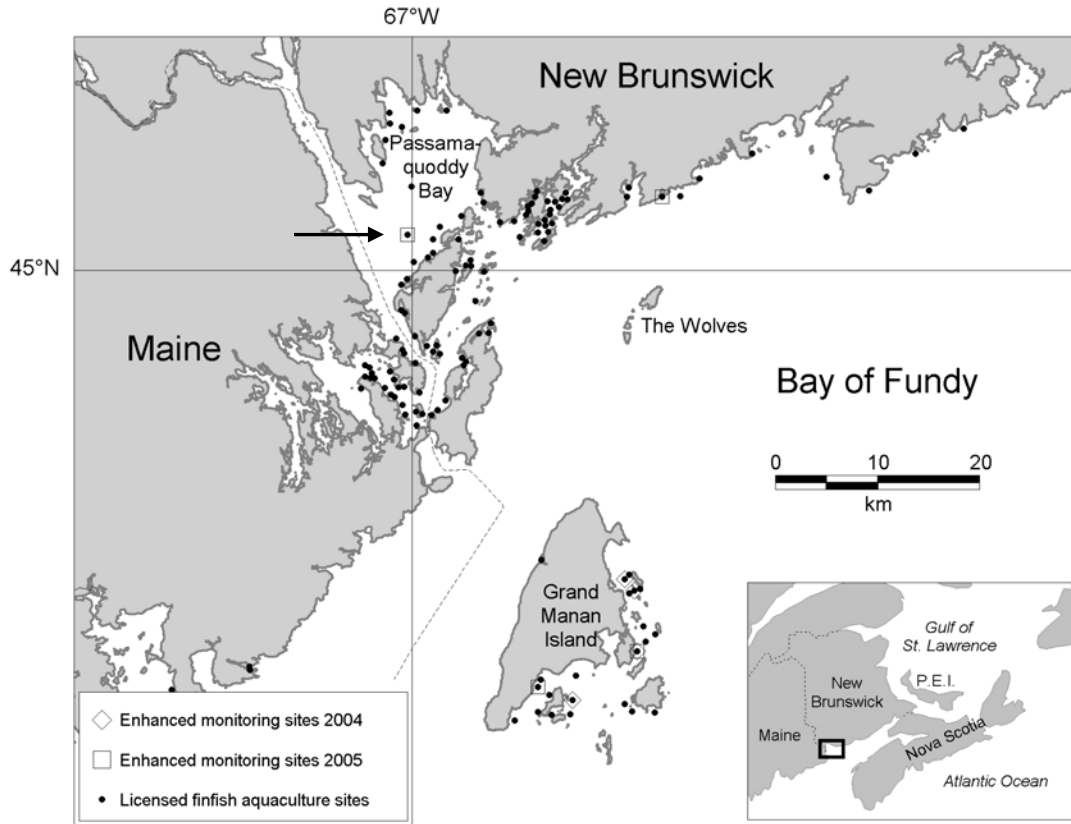 67°W
New Brunswick
Passama-
quoddy
Bay
45°N
The Wolves
Maine
Bay of Fundy
0 10 20
km
Grand
Manan
Island
Enhanced monitoring sites 2004
Enhanced monitoring sites 2005
Licensed finfish aquaculture sites
Gulf of
St. Lawrence
P.E.I.
New
Brunswick
Maine
Nova Scotia
Atlantic Ocean